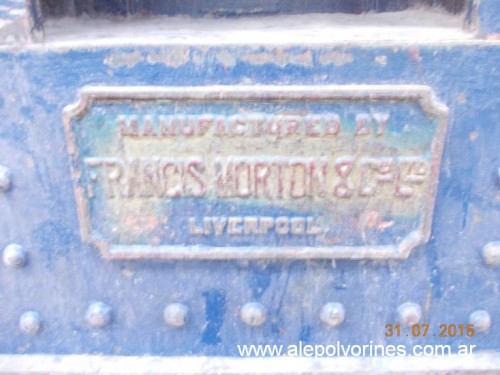 MANUFACTURED BY
FRANCIS MORTON & Co Ld
LIVERPOOL
31.07.2015
www.alepolvorines.com.ar